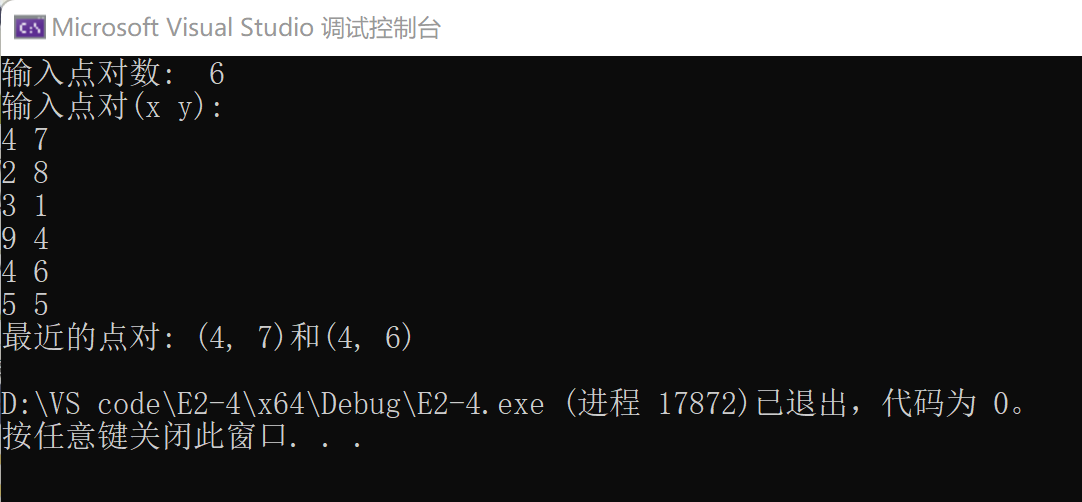 Microsoft Visual Studio 调试控制台
输入点对数:  6
输入点对(x y):
4 7
2 8
3 1
9 4
4 6
5 5
最近的点对: (4, 7)和(4, 6)
D:\VS code\E2-4\x64\Debug\E2-4.exe (进程 17872)已退出，代码为 0。
按任意键关闭此窗口. . .